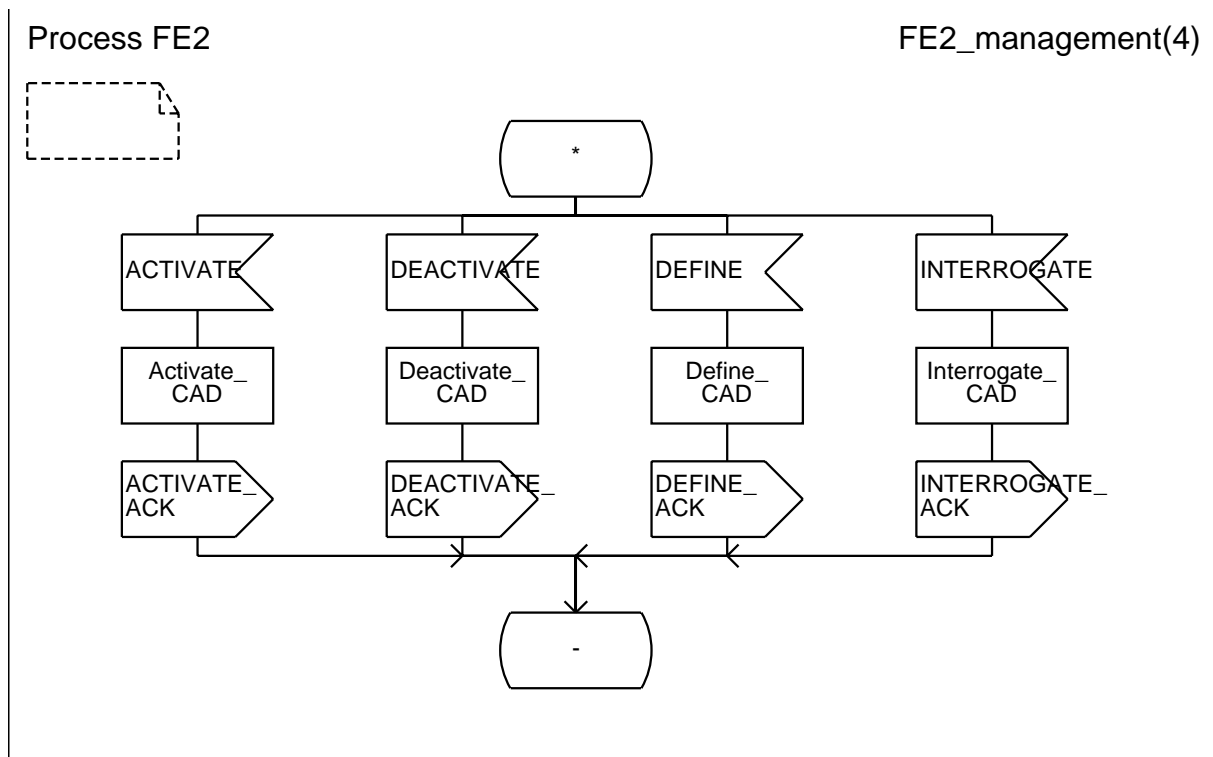 Process FE2
FE2_management(4)
*
ACTIVATE
DEACTIVATE
DEFINE
INTERROGATE
Activate_
CAD
Deactivate_
CAD
Define_
CAD
Interrogate_
CAD
ACTIVATE_
ACK
DEACTIVATE_
ACK
DEFINE_
ACK
INTERROGATE_
ACK
-